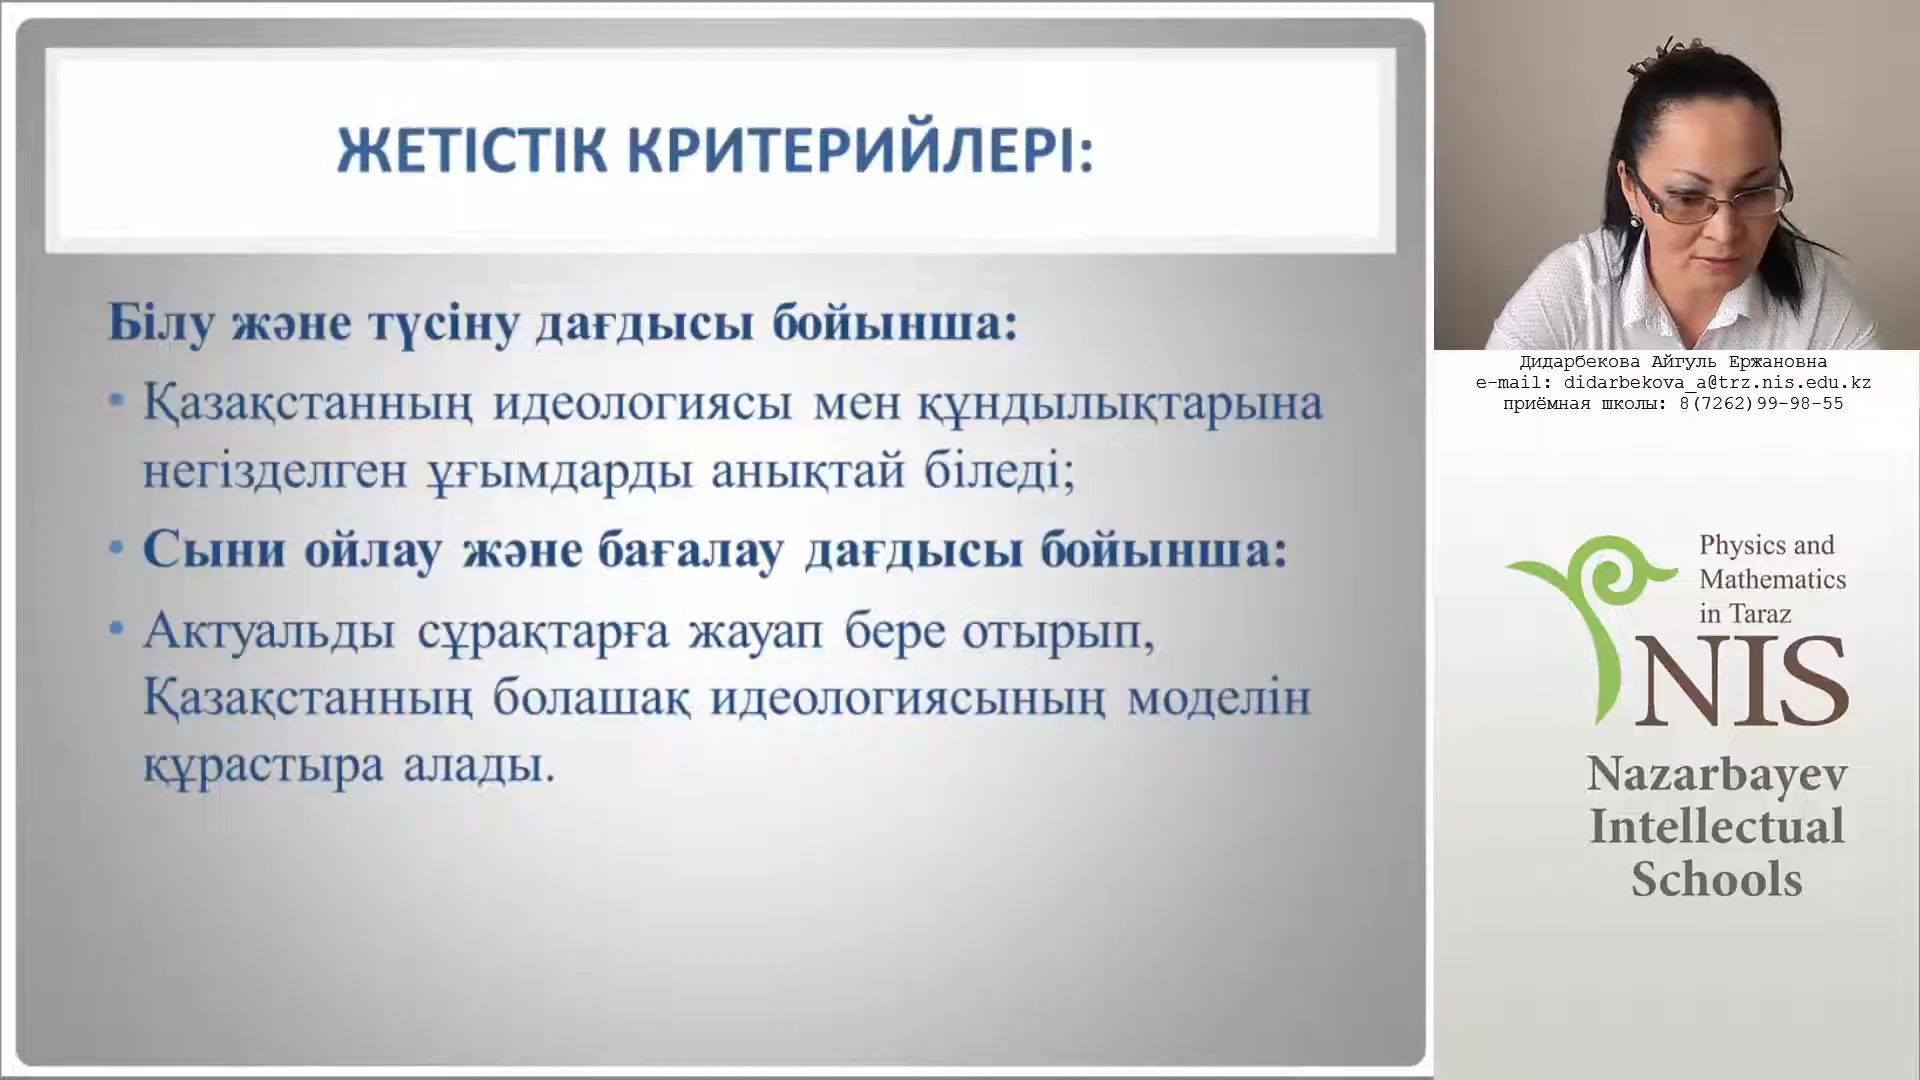 ЖЕТІСТІК КРИТЕРИЙЛЕРІ:
Білу және түсіну дағдысы бойынша:
• Қазақстанның идеологиясы мен құндылықтарына
негізделген ұғымдарды анықтай біледі;
• Сыни ойлау және бағалау дағдысы бойынша:
• Актуальды сұрақтарға жауап бере отырып,
Қазақстанның болашақ идеологиясының моделін
құрастыра алады.
Дидарбекова Айгуль Ержановна
e-mail: didarbekova_a@trz.nis.edu.kz
приёмная школы: 8(7262)99-98-55
Physics and
Mathematics
in Taraz
NIS
Nazarbayev
Intellectual
Schools